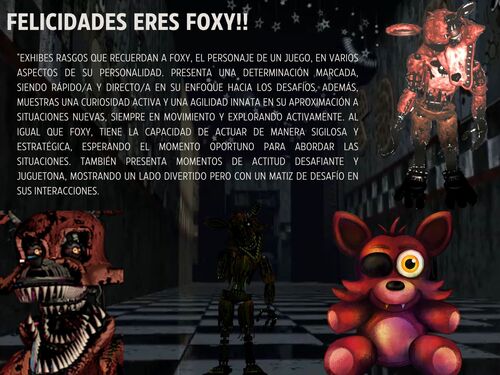 FELICIDADES ERES FOXY!!
"EXHIBES RASGOS QUE RECUERDAN A FOXY, EL PERSONAJE DE UN JUEGO, EN VARIOS
ASPECTOS DE SU PERSONALIDAD. PRESENTA UNA DETERMINACIÓN MARCADA,
SIENDO RÁPIDO/A Y DIRECTO/A EN SU ENFOQUE HACIA LOS DESAFÍOS. ADEMÁS,
MUESTRAS UNA CURIOSIDAD ACTIVA Y UNA AGILIDAD INNATA EN SU APROXIMACIÓN A
SITUACIONES NUEVAS, SIEMPRE EN MOVIMIENTO Y EXPLORANDO ACTIVAMENTE. AL
IGUAL QUE FOXY, TIENE LA CAPACIDAD DE ACTUAR DE MANERA SIGILOSA Y
ESTRATÉGICA, ESPERANDO EL MOMENTO OPORTUNO PARA ABORDAR LAS
SITUACIONES. TAMBIÉN PRESENTA MOMENTOS DE ACTITUD DESAFIANTE Y
JUGUETONA, MOSTRANDO UN LADO DIVERTIDO PERO CON UN MATIZ DE DESAFÍO EN
SUS INTERACCIONES.